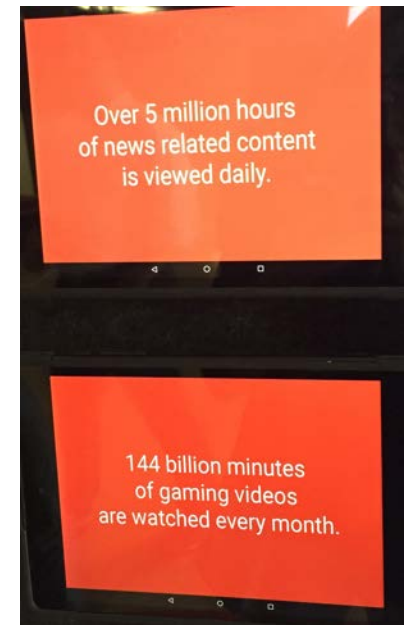 Over 5 million hours
of news related content
is viewed daily.
144 billion minutes
of gaming videos
are watched every month.